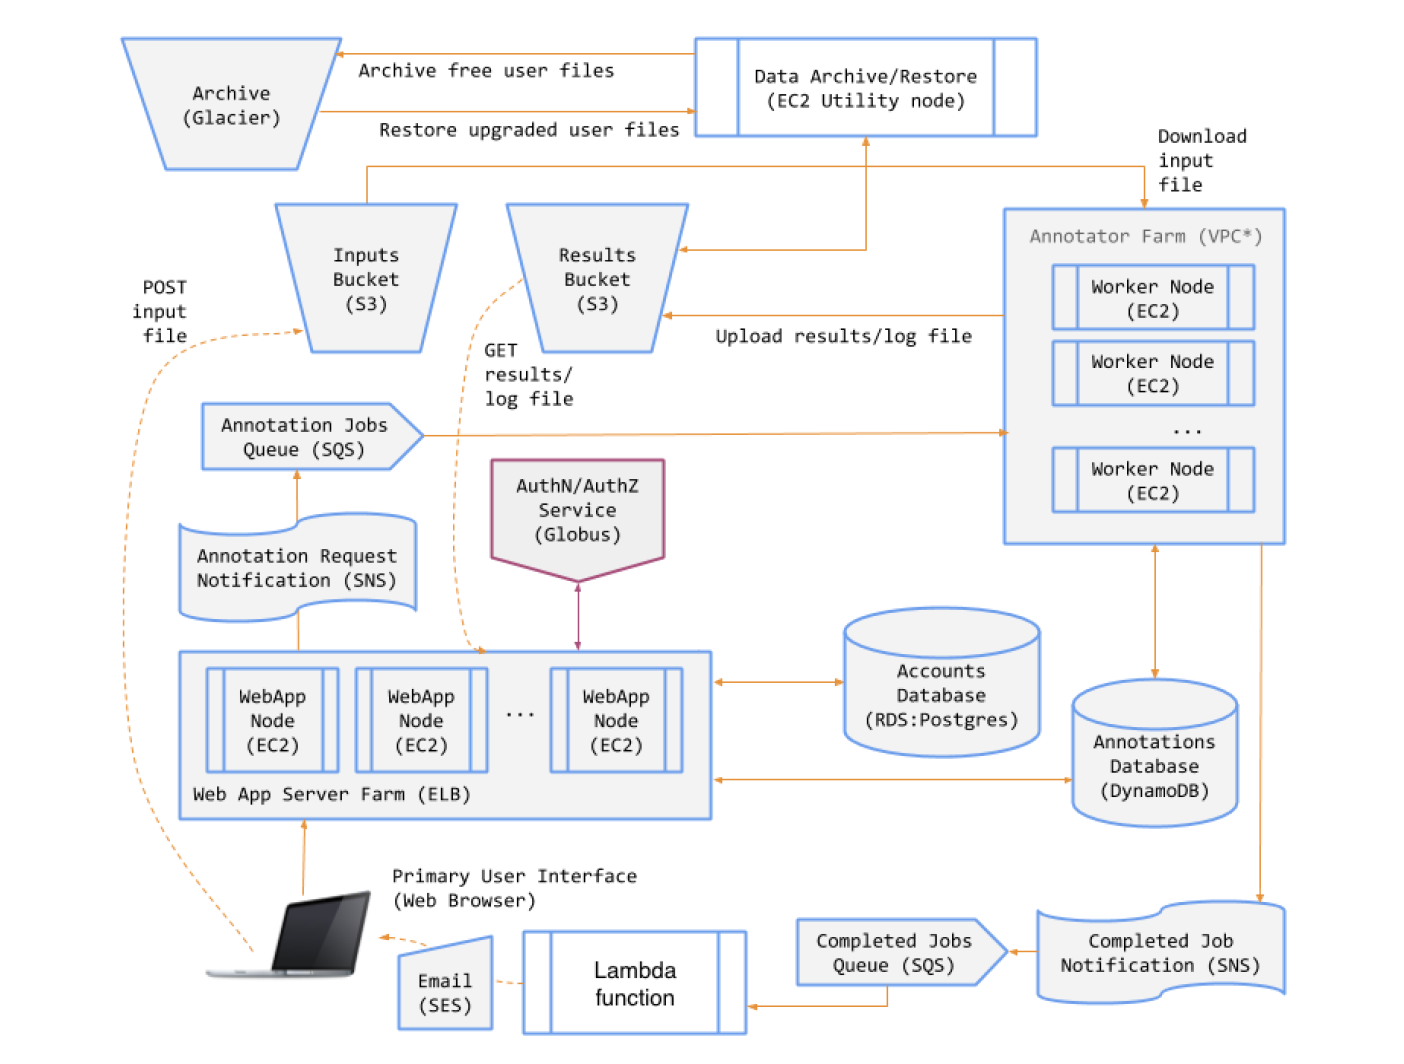 Archive
(Glacier)
Archive free user files
Restore upgraded user files
Data Archive/Restore
(EC2 Utility node)
Download
input
file
Inputs
Bucket
(S3)
Results
Bucket
(S3)
Annotator Farm (VPC*)
Worker Node
(EC2)
Worker Node
(EC2)
...
Worker Node
(EC2)
POST
input
file
Upload results/log file
GET
results/
log file
Annotation Jobs
Queue (SQS)
AuthN/AuthZ
Service
(Globus)
Annotation Request
Notification (SNS)
WebApp
Node
(EC2)
WebApp
Node
(EC2)
...
WebApp
Node
(EC2)
Web App Server Farm (ELB)
Accounts
Database
(RDS:Postgres)
Annotations
Database
(DynamoDB)
Primary User Interface
(Web Browser)
Email
(SES)
Lambda
function
Completed Jobs
Queue (SQS)
Completed Job
Notification (SNS)